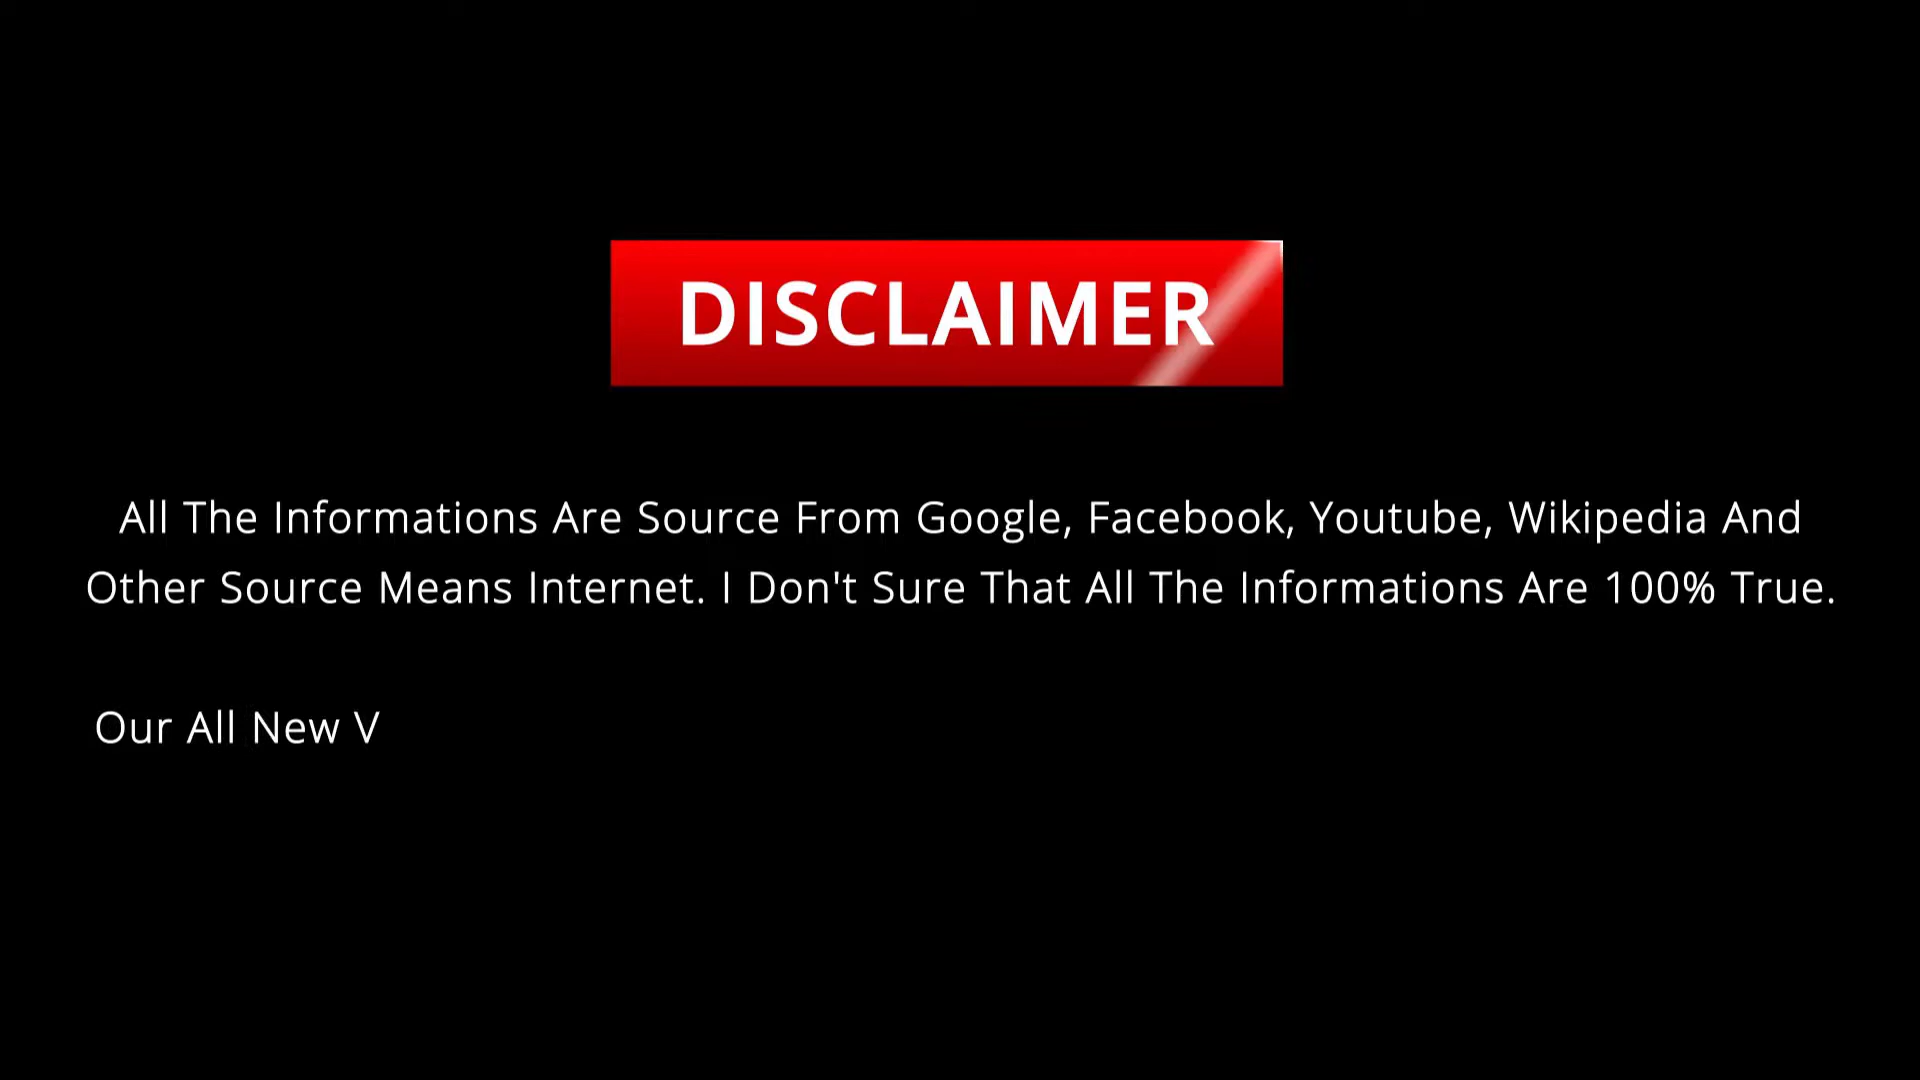 DISCLAIMER
All The Informations Are Source From Google, Facebook, Youtube, Wikipedia And
Other Source Means Internet. I Don't Sure That All The Informations Are 100% True.
Our All New V